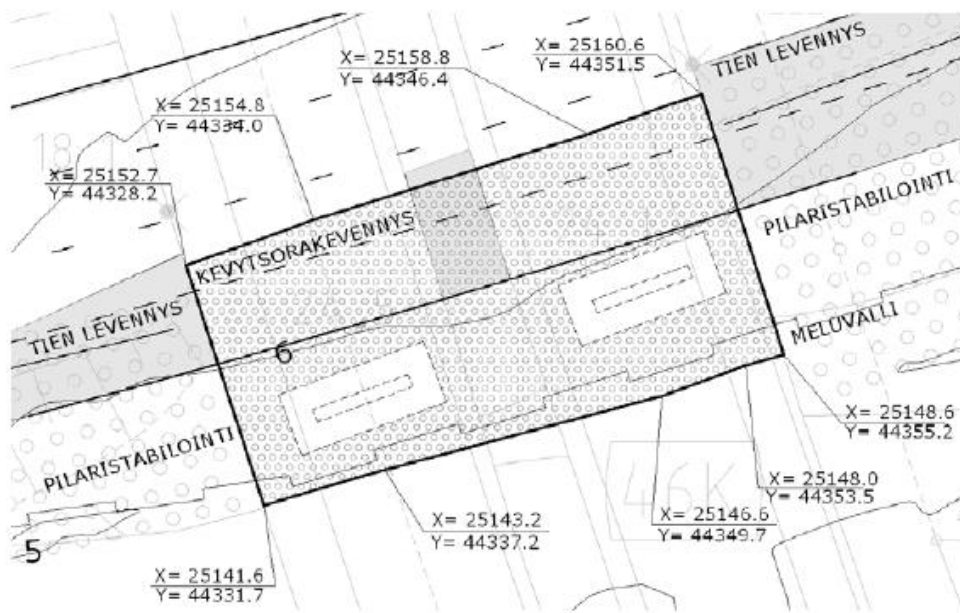 TIEN LEVENNYS
X= 25160.6
Y= 44351.5
X= 25158.8
Y= 44346.4
X= 25154.8
Y= 44334.0
18
X= 25152.7
Y= 44328.2
KEVYTSORAKEVENNYS
PILARISTABILOINTI
TIEN LEVENNYS
MELUVALLI
6
X= 25148.6
Y= 44355.2
PILARISTABILOINTI
46K
X= 25148.0
Y= 44353.5
X= 25146.6
Y= 44349.7
X= 25143.2
Y= 44337.2
5
X= 25141.6
Y= 44331.7